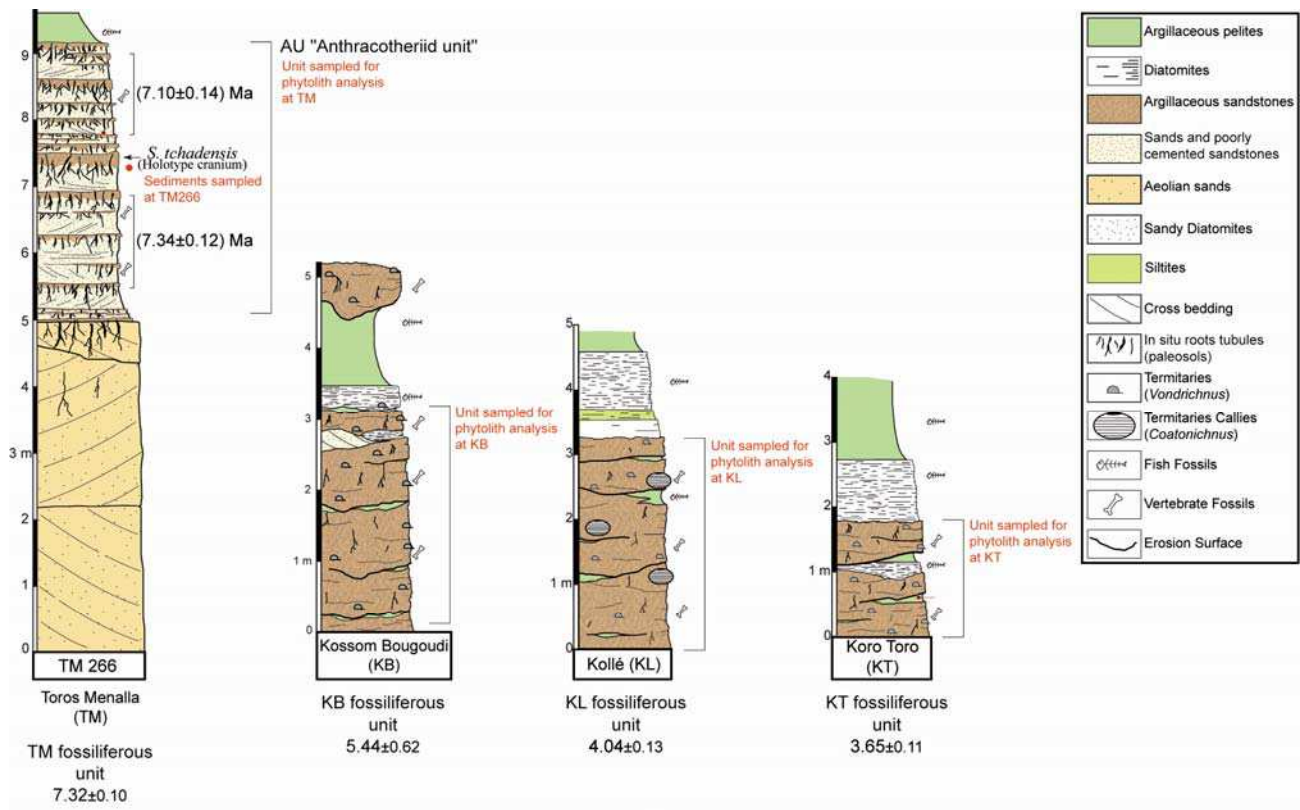 9
8
7
6
5
4
3 m
2
1
0
AU "Anthracotheriid unit"
Unit sampled for
phytolith analysis
at TM
(7.10±0.14) Ma
S. tchadensis
(Holotype cranium)
Sediments sampled
at TM266
(7.34±0.12) Ma
TM 266
Toros Menalla
(TM)
TM fossiliferous
unit
7.32±0.10
5
4
3
2
1 m
0
Unit sampled for
phytolith analysis
at KB
Kossom Bougoudi
(KB)
KB fossiliferous
unit
5.44±0.62
5
4
3
2
1 m
0
Unit sampled for
phytolith analysis
at KL
Kollé (KL)
KL fossiliferous
unit
4.04±0.13
4
3
2
1 m
0
Unit sampled for
phytolith analysis
at KT
Koro Toro
(KT)
KT fossiliferous
unit
3.65±0.11
Argillaceous pelites
Diatomites
Argillaceous sandstones
Sands and poorly
cemented sandstones
Aeolian sands
Sandy Diatomites
Siltites
Cross bedding
In situ roots tubules
(paleosols)
Termitaries
(Vondrichnus)
Termitaries Callies
(Coatonichnus)
Fish Fossils
Vertebrate Fossils
Erosion Surface